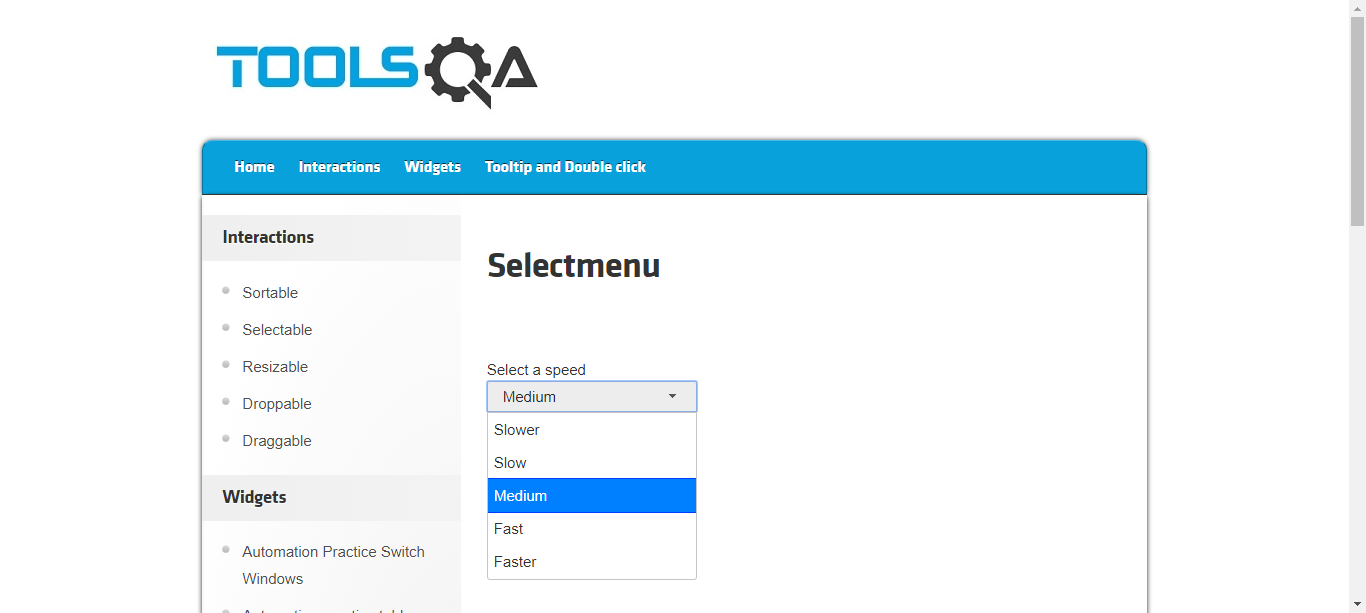 TOOLSQA
Home Interactions Widgets Tooltip and Double click
Interactions
Sortable
Selectable
Resizable
Droppable
Draggable
Widgets
Automation Practice Switch
Windows
Selectmenu
Select a speed
Medium
Slower
Slow
Medium
Fast
Faster